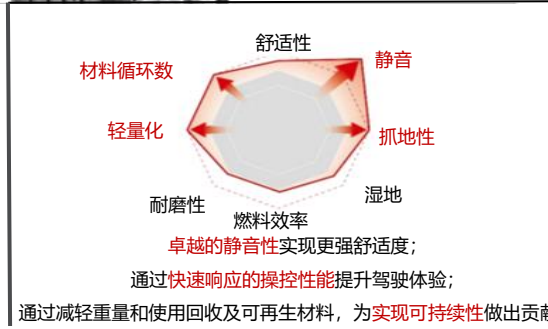 舒适性
静音
材料循环数
轻量化
抓地性
耐磨性
湿地
燃料效率
卓越的静音性实现更强舒适度；
通过快速响应的操控性能提升驾驶体验；
通过减轻重量和使用回收及可再生材料，为实现可持续性做出贡献